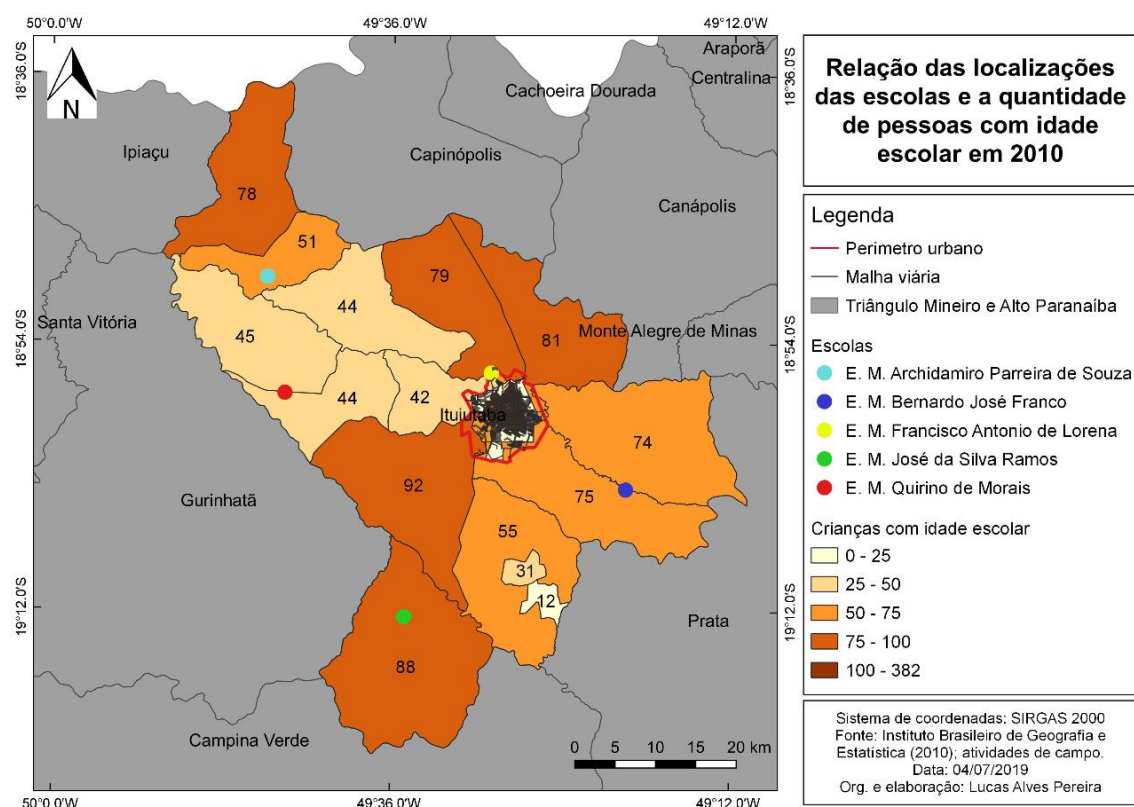 50°0.0'W
49°36.0'W
49°12.0'W
18°36.0'S
18°36.0'S
N
Araporã
Centralina
Cachoeira Dourada
Ipiaçu
Capinópolis
Canápolis
78
51
79
44
Santa Vitória
45
81
Monte Alegre de Minas
18°54.0'S
18°54.0'S
44
42
Ituiutaba
74
Gurinhatã
92
75
55
31
12
19°12.0'S
19°12.0'S
Prata
88
Campina Verde
0 5 10 15 20 km
50°0.0'W
49°36.0'W
49°12.0'W
Relação das localizações
das escolas e a quantidade
de pessoas com idade
escolar em 2010
Legenda
Perimetro urbano
Malha viária
Triângulo Mineiro e Alto Paranaíba
Escolas
E. M. Archidamiro Parreira de Souza
E. M. Bernardo José Franco
E. M. Francisco Antonio de Lorena
E. M. José da Silva Ramos
E. M. Quirino de Morais
Crianças com idade escolar
0 - 25
25 - 50
50 - 75
75 - 100
100 - 382
Sistema de coordenadas: SIRGAS 2000
Fonte: Instituto Brasileiro de Geografia e
Estatistica (2010); atividades de campo.
Data: 04/07/2019
Org. e elaboração: Lucas Alves Pereira